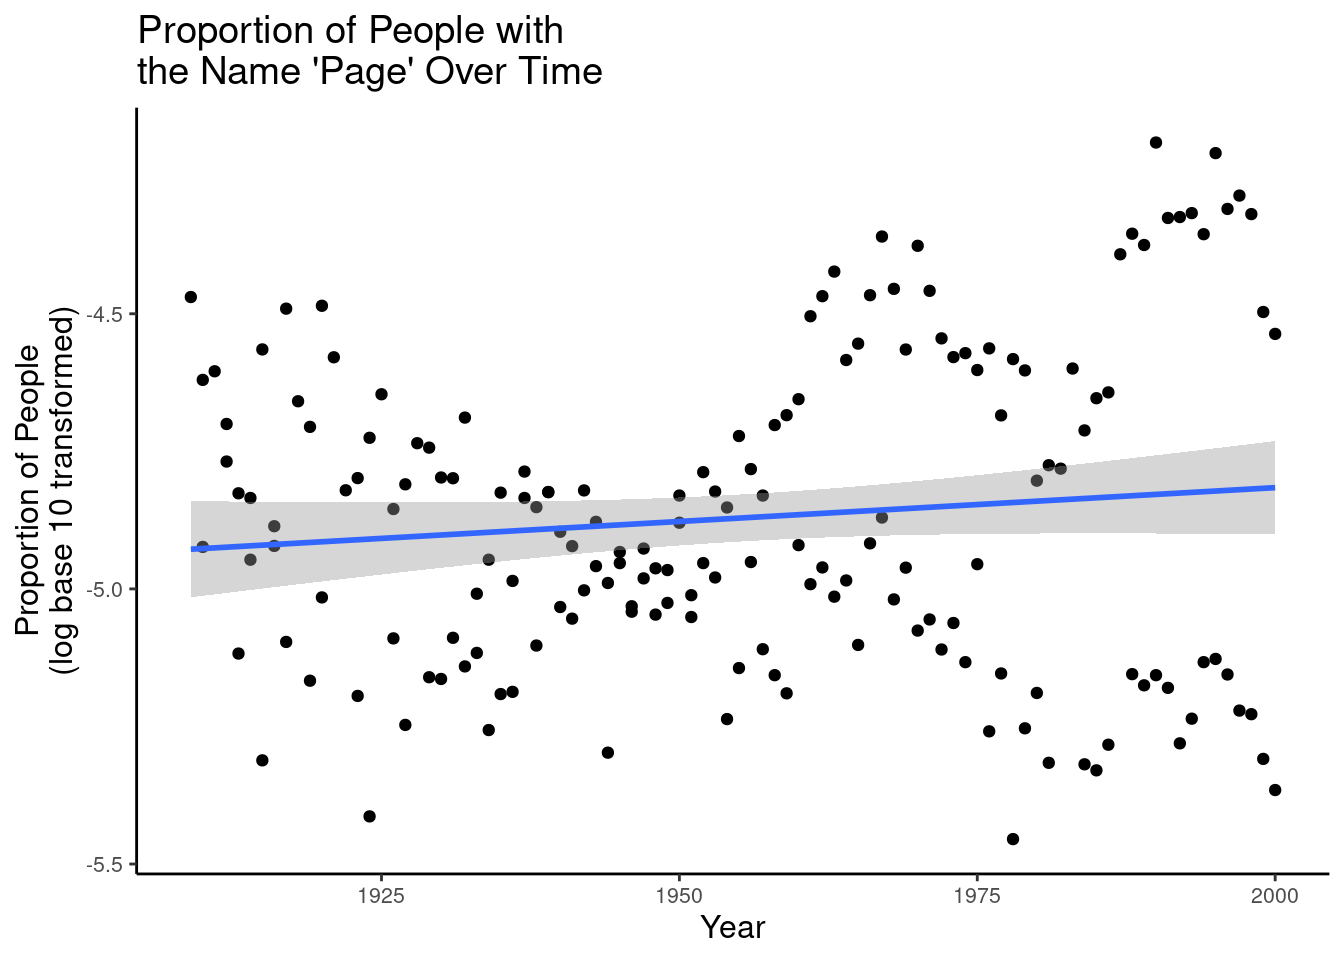 Proportion of People with
the Name 'Page' Over Time
Proportion of People
(log base 10 transformed)
-4.5
-5.0
-5.5
1925
1950
1975
2000
Year